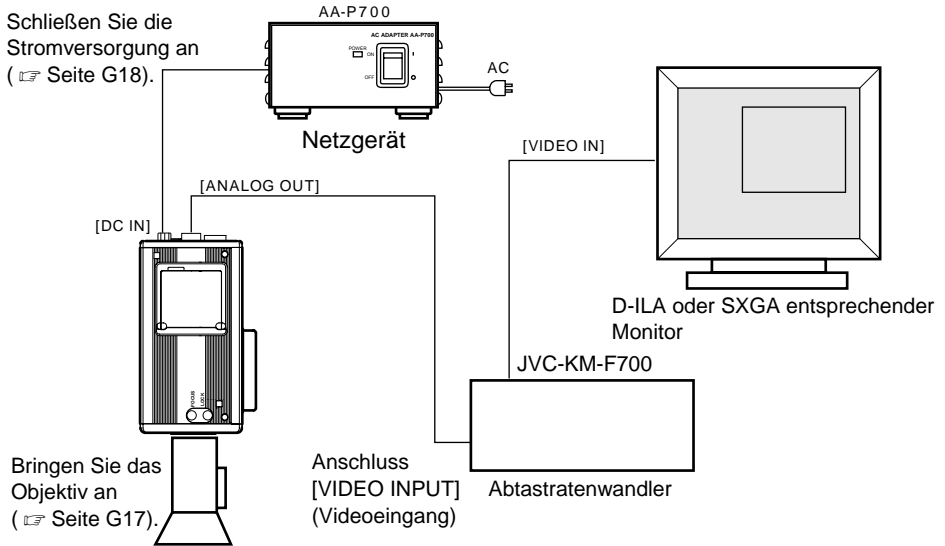 Schließen Sie die
Stromversorgung an
( ☞ Seite G18).
AA-P700
AC ADAPTER AA-P700
POWER
ON
I
OFF
O
AC
Netzgerät
[VIDEO IN]
[ANALOG OUT]
[DC IN]
D-ILA oder SXGA entsprechender
Monitor
JVC-KM-F700
FOCUS
LOCK
Bringen Sie das
Objektiv an
( ☞ Seite G17).
Anschluss
[VIDEO INPUT]
(Videoeingang)
Abtastratenwandler